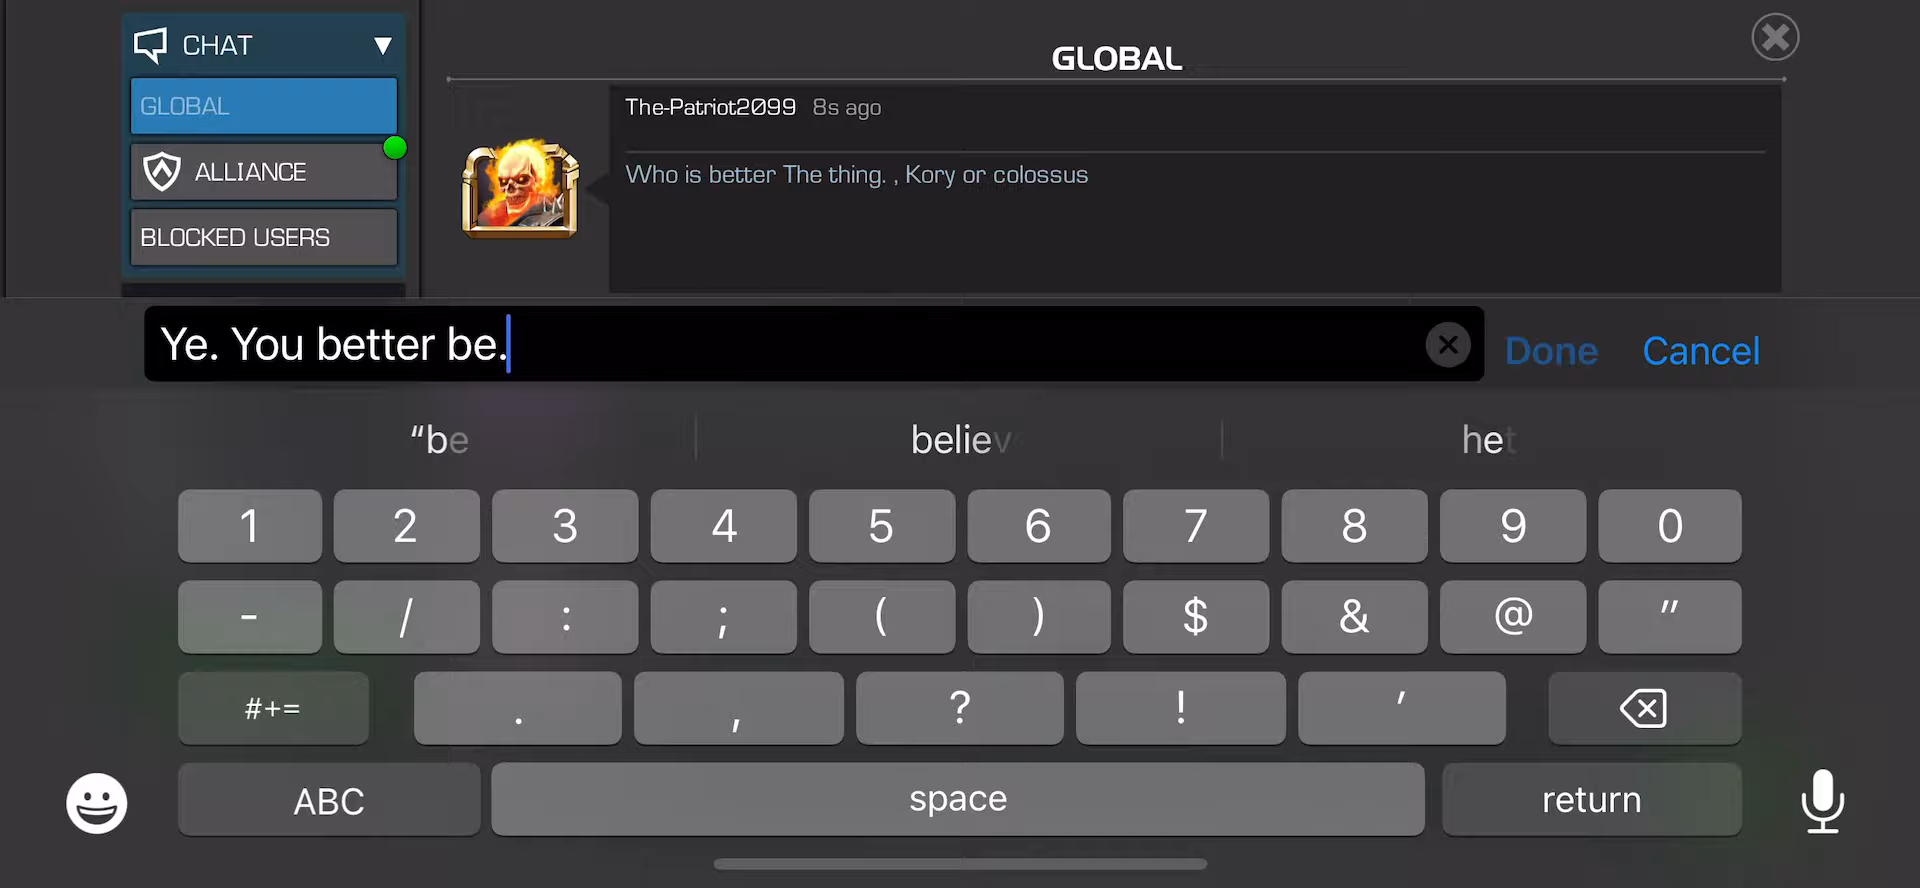 CHAT
GLOBAL
ALLIANCE
BLOCKED USERS
GLOBAL
The-Patriot2099 8s ago
Who is better The thing. , Kory or colossus
Ye. You better be.
Done Cancel
“be believ het
1 2 3 4 5 6 7 8 9 0
- / : ; ( ) $ & @ "
#+= . , ? ! '
ABC space return